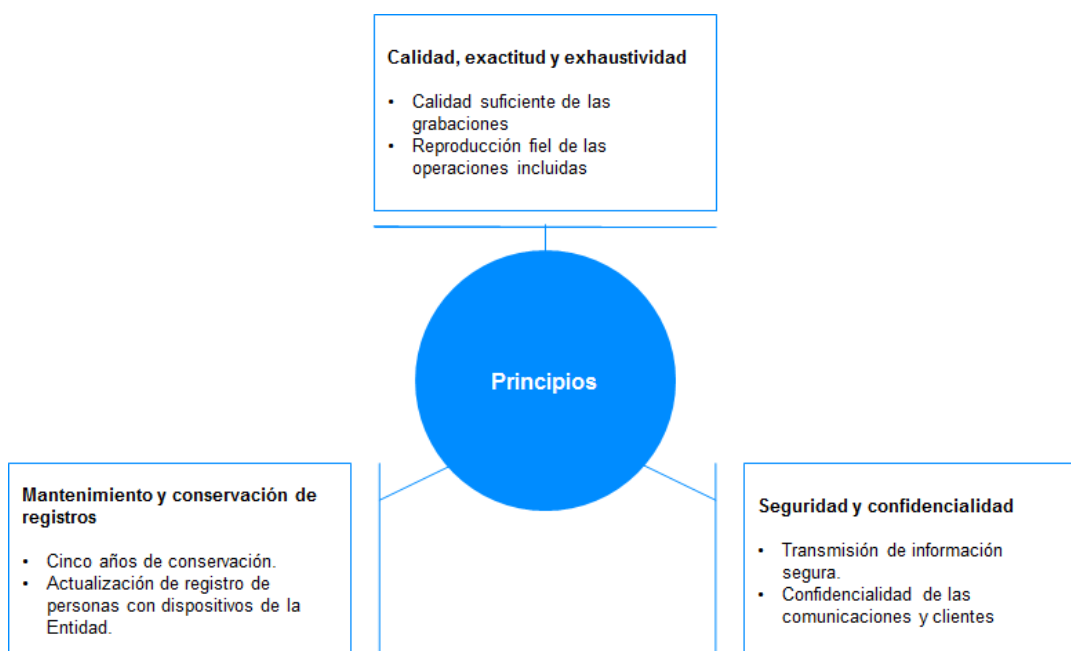 Calidad, exactitud y exhaustividad
• Calidad suficiente de las
grabaciones
• Reproducción fiel de las
operaciones incluidas
Principios
Mantenimiento y conservación de
registros
• Cinco años de conservación.
• Actualización de registro de
personas con dispositivos de la
Entidad.
Seguridad y confidencialidad
• Transmisión de información
segura.
• Confidencialidad de las
comunicaciones y clientes